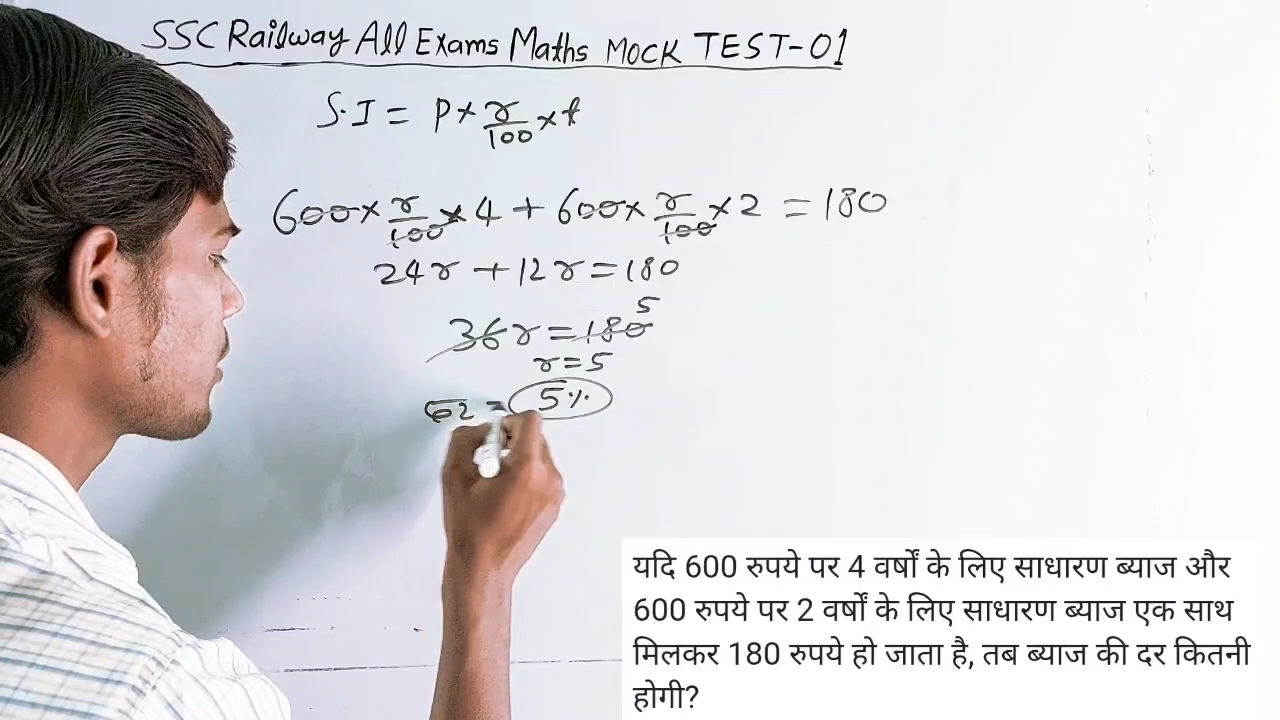 SSC Railway All Exams Maths MOCK TEST-01
S.I = P × r/100 × t
600 × r/100 × 4 + 600 × r/100 × 2 = 180
24r + 12r = 180
36r = 180 5
r = 5
दर = 5%
यदि 600 रुपये पर 4 वर्षों के लिए साधारण ब्याज और
600 रुपये पर 2 वर्षों के लिए साधारण ब्याज एक साथ
मिलकर 180 रुपये हो जाता है, तब ब्याज की दर कितनी
होगी?